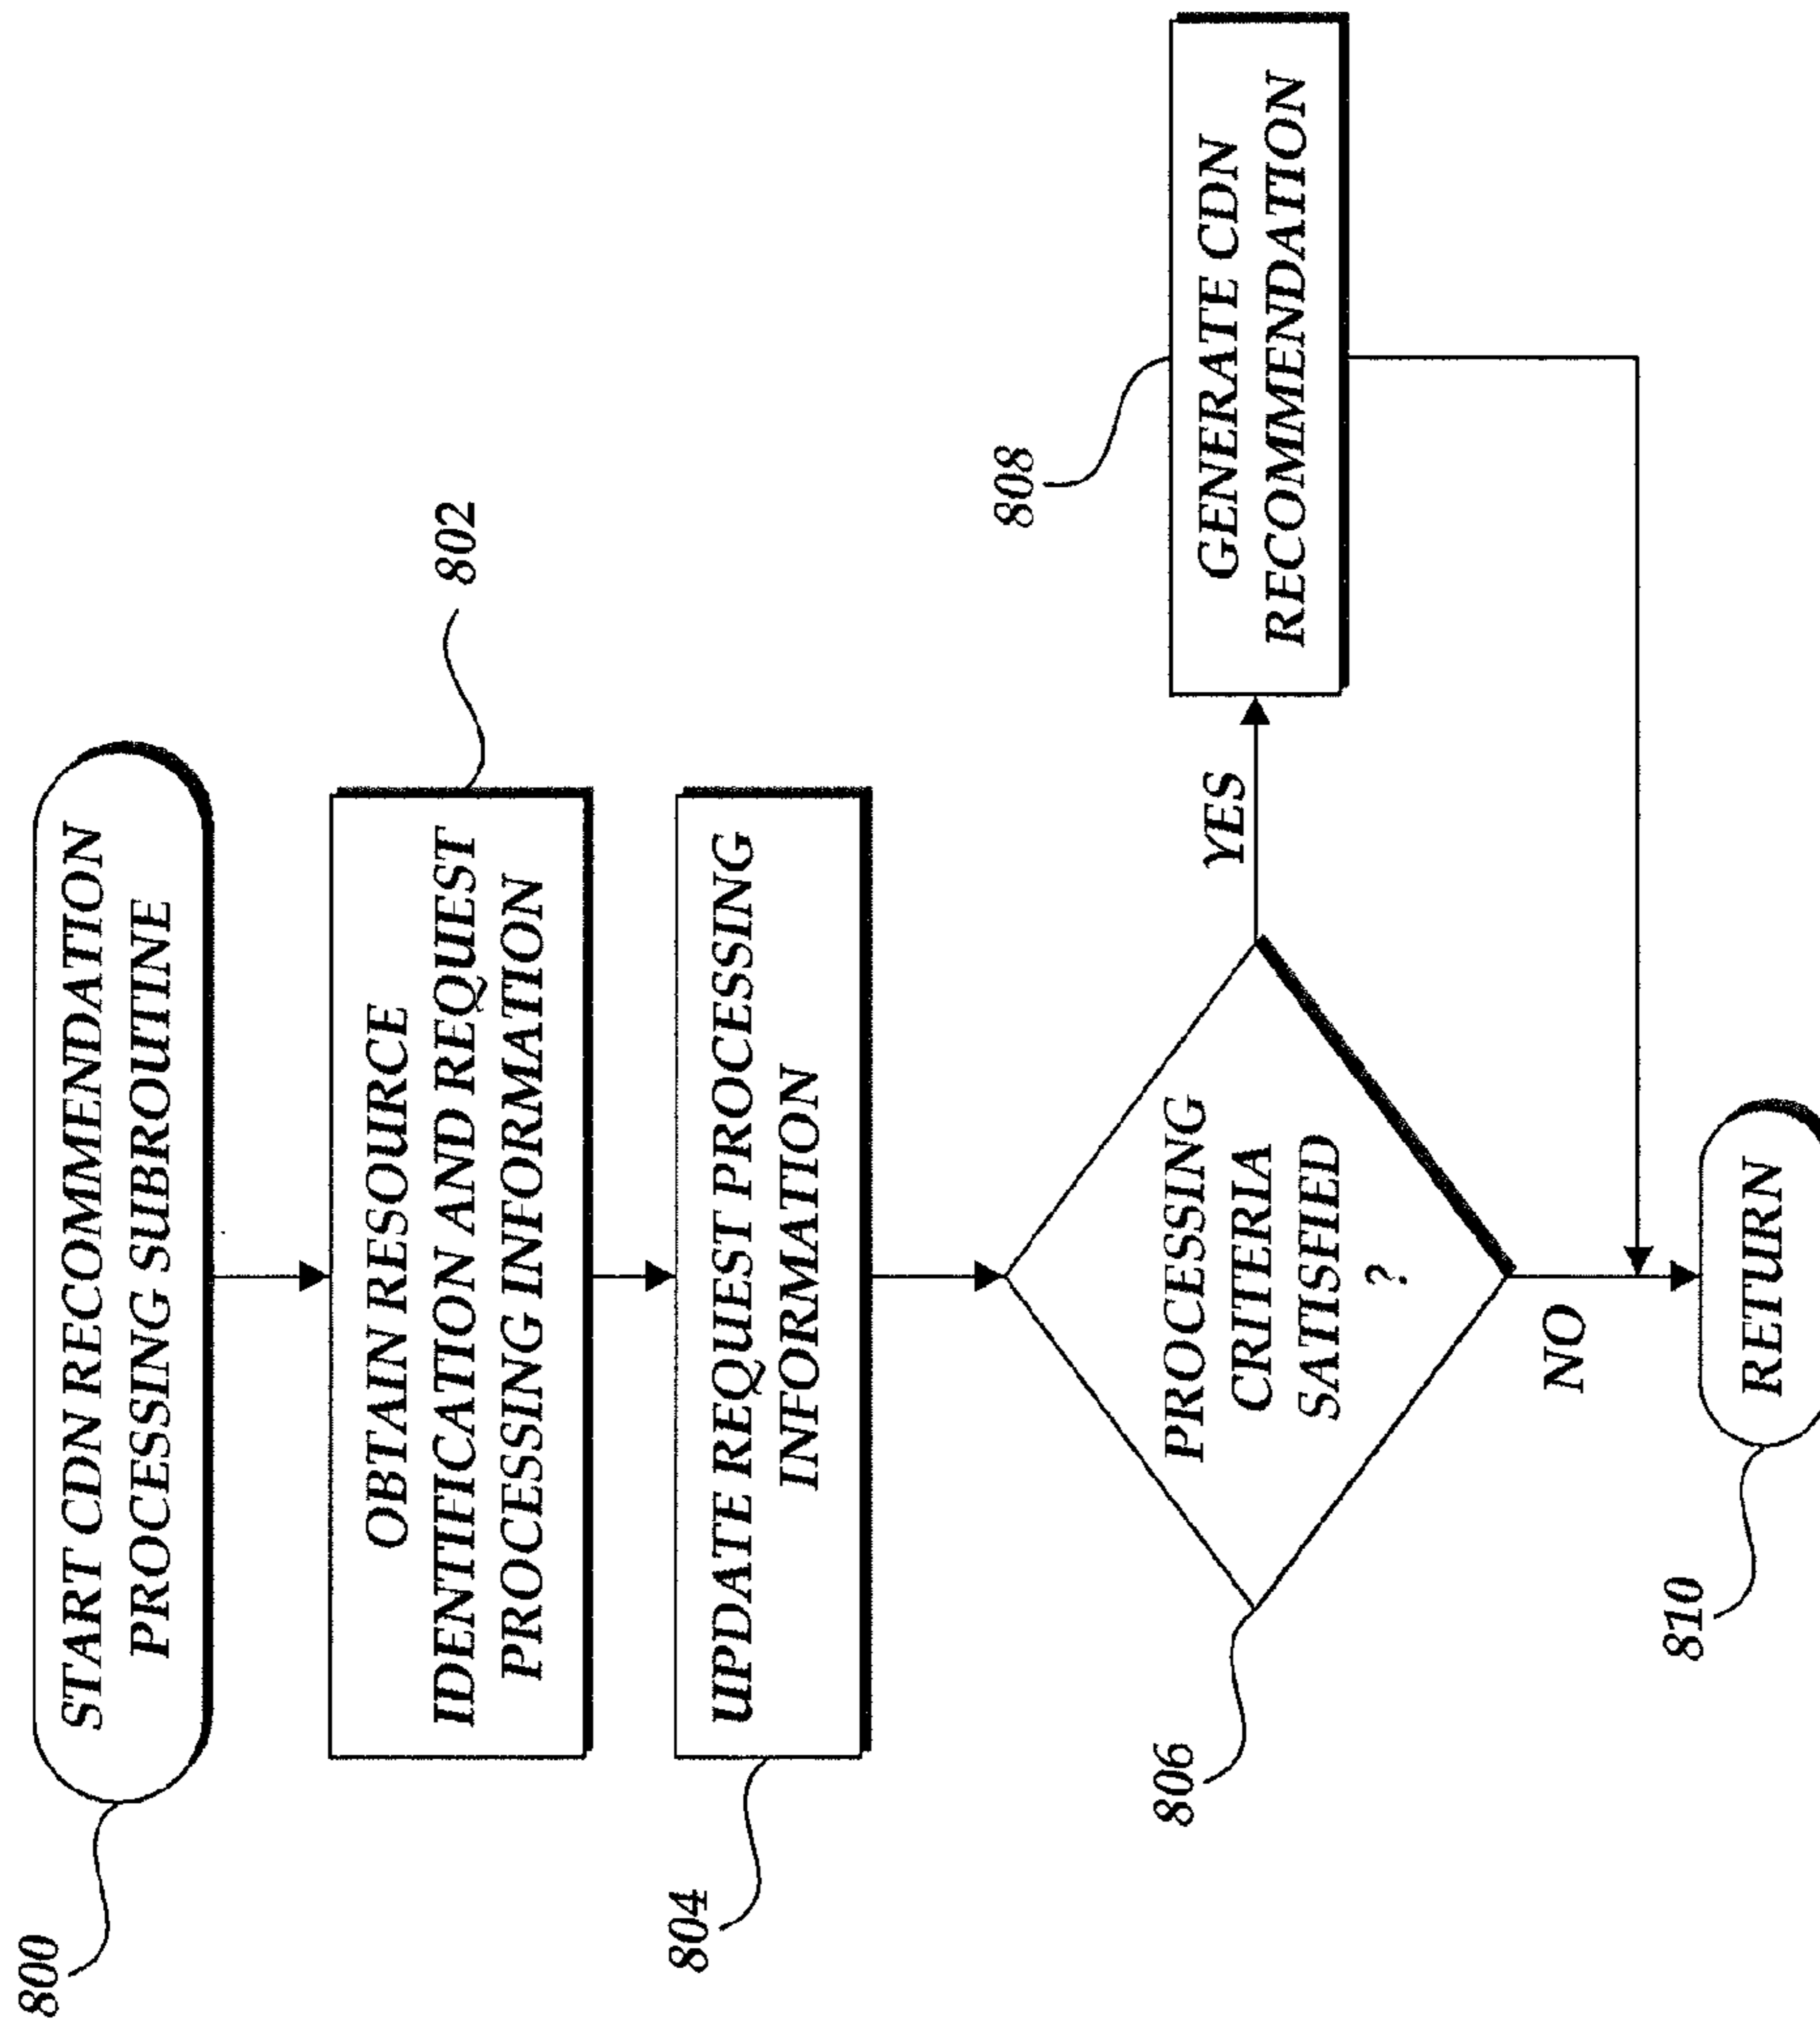 800
START CDN RECOMMENDATION
PROCESSING SUBROUTINE
802
OBTAIN RESOURCE
IDENTIFICATION AND REQUEST
PROCESSING INFORMATION
804
UPDATE REQUEST PROCESSING
INFORMATION
806
PROCESSING
CRITERIA
SATISFIED
?
YES
808
GENERATE CDN
RECOMMENDATION
NO
810
RETURN